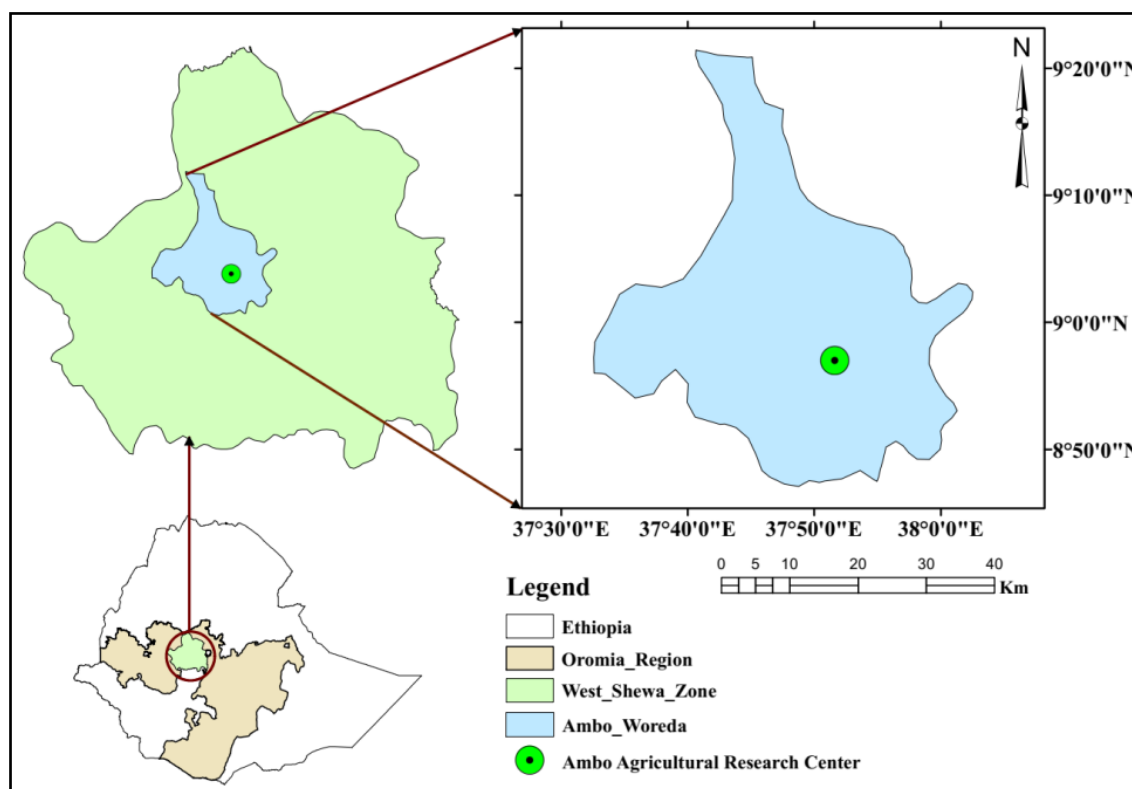 N
9°20'0"N
9°10'0"N
9°0'0"N
8°50'0"N
37°30'0"E 37°40'0"E 37°50'0"E 38°0'0"E
0 5 10 20 30 40
Km
Legend
Ethiopia
Oromia_Region
West_Shewa_Zone
Ambo_Woreda
Ambo Agricultural Research Center